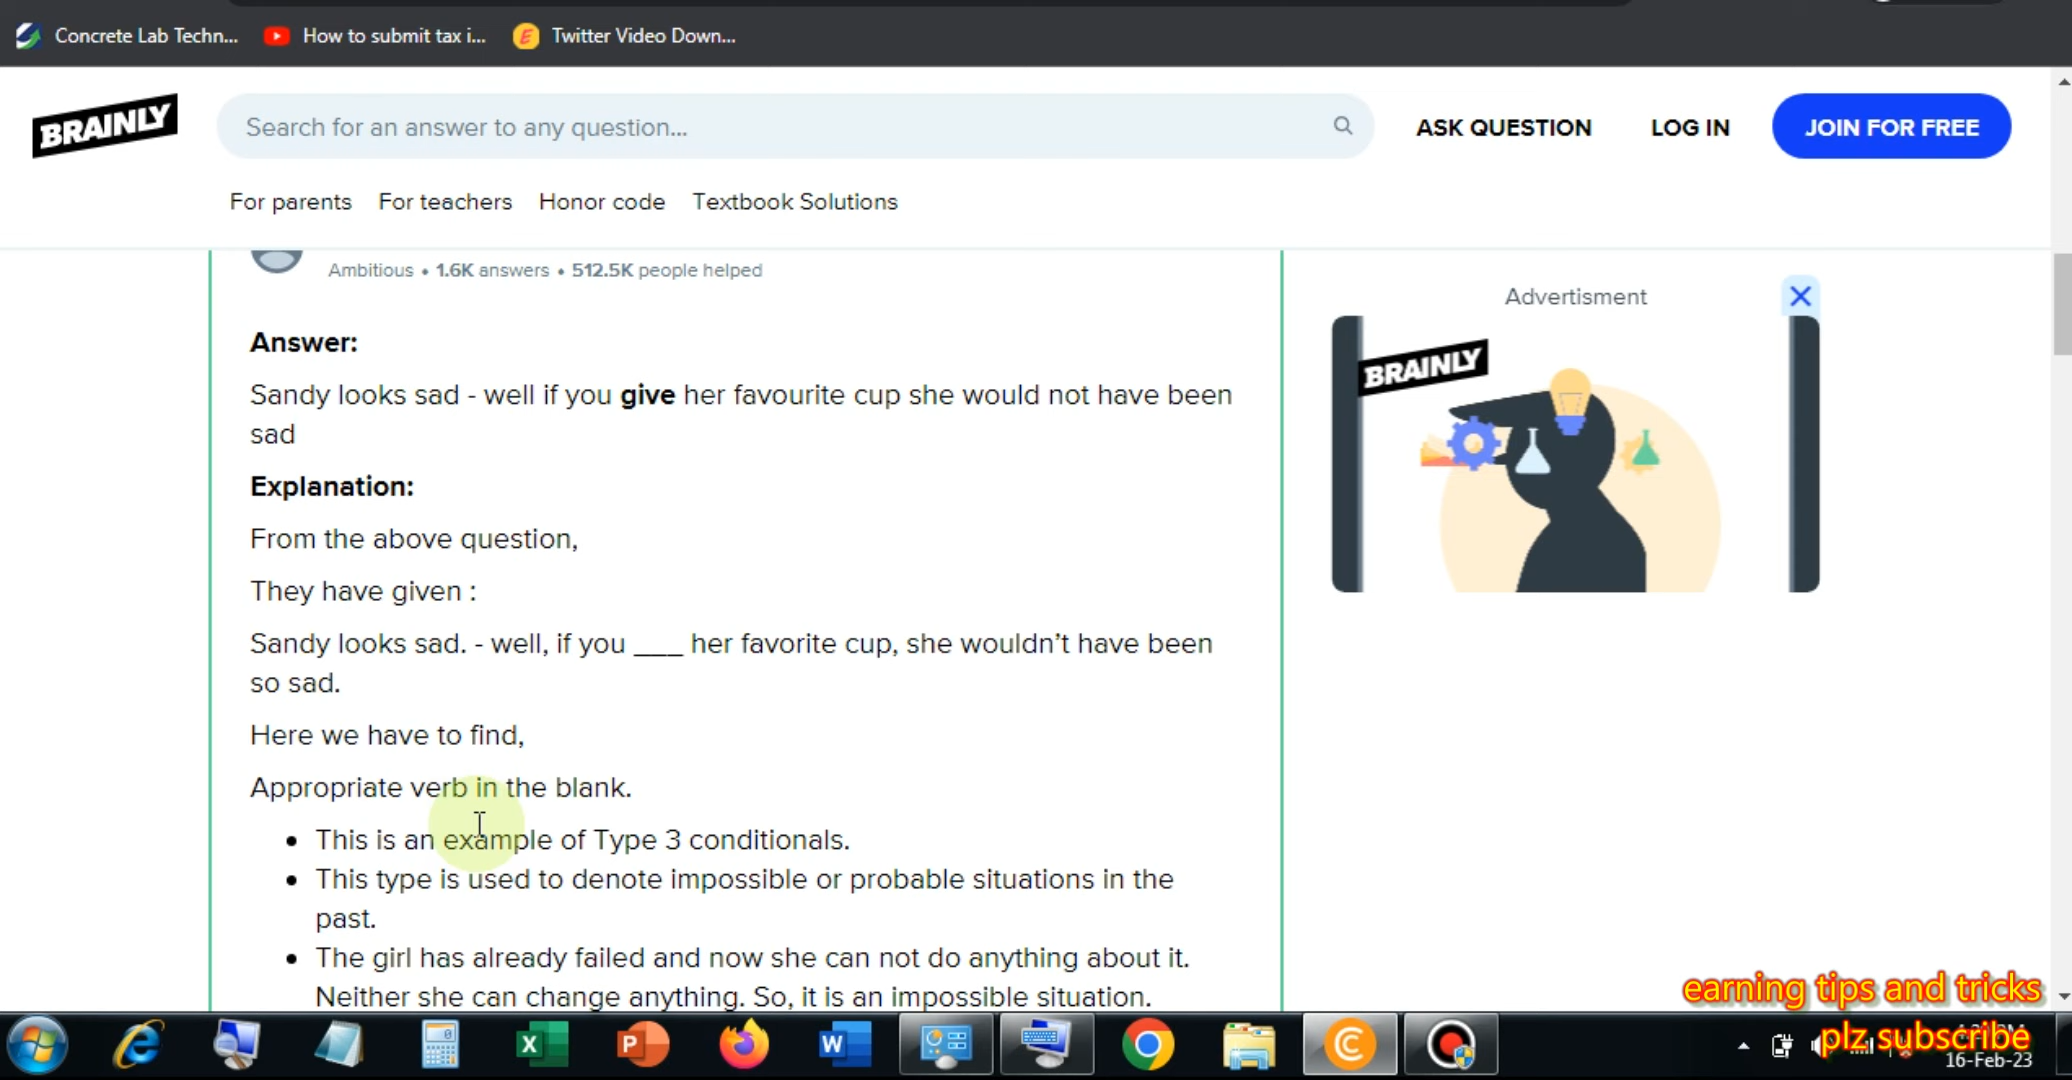 Concrete Lab Techn...
How to submit tax i...
Twitter Video Down...
BRAINLY
Search for an answer to any question...
ASK QUESTION
LOG IN
JOIN FOR FREE
For parents
For teachers
Honor code
Textbook Solutions
Ambitious • 1.6K answers • 512.5K people helped
Advertisment
BRAINLY
Answer:
Sandy looks sad - well if you give her favourite cup she would not have been
sad
Explanation:
From the above question,
They have given :
Sandy looks sad. - well, if you ___ her favorite cup, she wouldn't have been
so sad.
Here we have to find,
Appropriate verb in the blank.
• This is an example of Type 3 conditionals.
• This type is used to denote impossible or probable situations in the
past.
• The girl has already failed and now she can not do anything about it.
Neither she can change anything. So, it is an impossible situation.
earning tips and tricks
plz subscribe
16-Feb-23